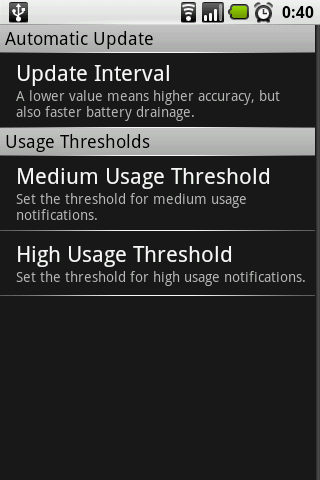 0:40
Automatic Update
Update Interval
A lower value means higher accuracy, but
also faster battery drainage.
Usage Thresholds
Medium Usage Threshold
Set the threshold for medium usage
notifications.
High Usage Threshold
Set the threshold for high usage notifications.